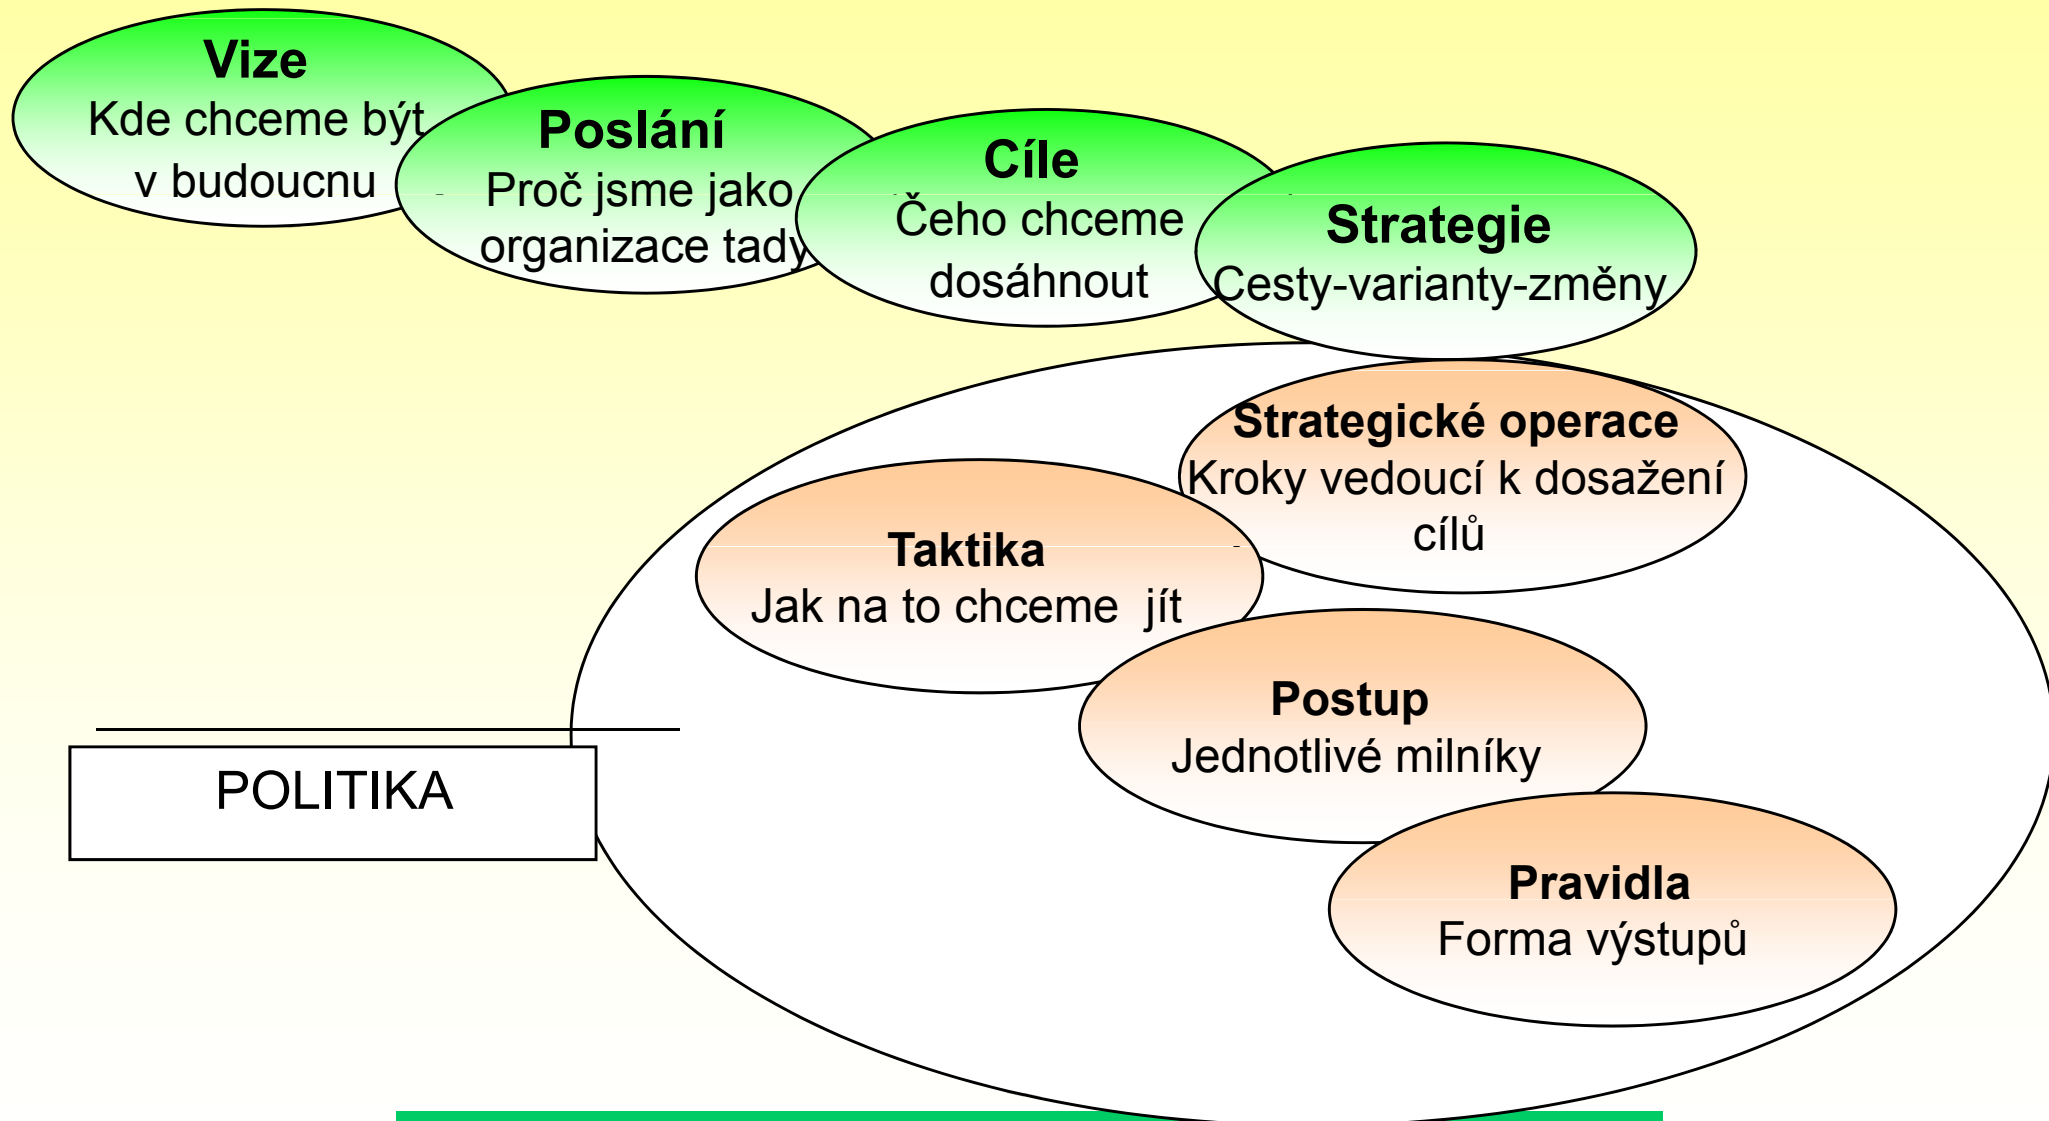 Vize
Kde chceme být
v budoucnu
Poslání
Proč jsme jako
organizace tady
Cíle
Čeho chceme
dosáhnout
Strategie
Cesty-varianty-změny
Strategické operace
Kroky vedoucí k dosažení
cílů
Taktika
Jak na to chceme  jít
Postup
Jednotlivé milníky
POLITIKA
Pravidla
Forma výstupů